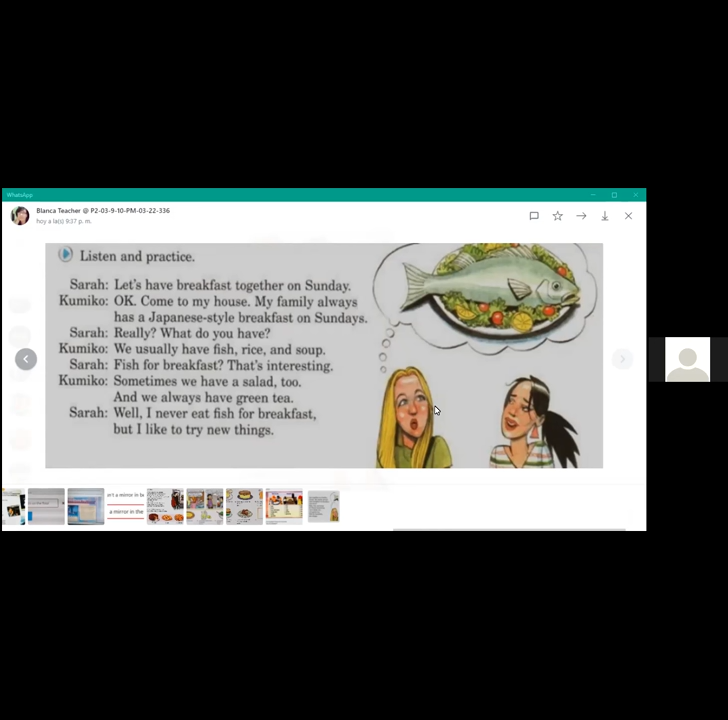 WhatsApp
Blanca Teacher @ P2-03-9-10-PM-03-22-336
hoy a la(s) 9:37 p. m.
Listen and practice.
Sarah: Let's have breakfast together on Sunday.
Kumiko: OK. Come to my house. My family always
has a Japanese-style breakfast on Sundays.
Sarah: Really? What do you have?
Kumiko: We usually have fish, rice, and soup.
Sarah: Fish for breakfast? That's interesting.
Kumiko: Sometimes we have a salad, too.
And we always have green tea.
Sarah: Well, I never eat fish for breakfast,
but I like to try new things.
a mirror in
a mirror in the